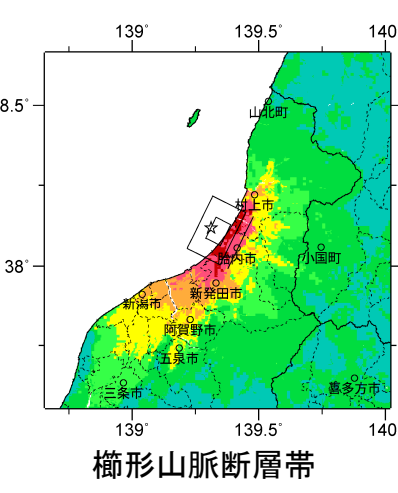 139°
139.5°
140
8.5°
山北町
村上市
38°
胎内市
小国町
新発田市
新潟市
阿賀野市
五泉市
三条市
喜多方市
139°
139.5°
140
櫛形山脈断層帯